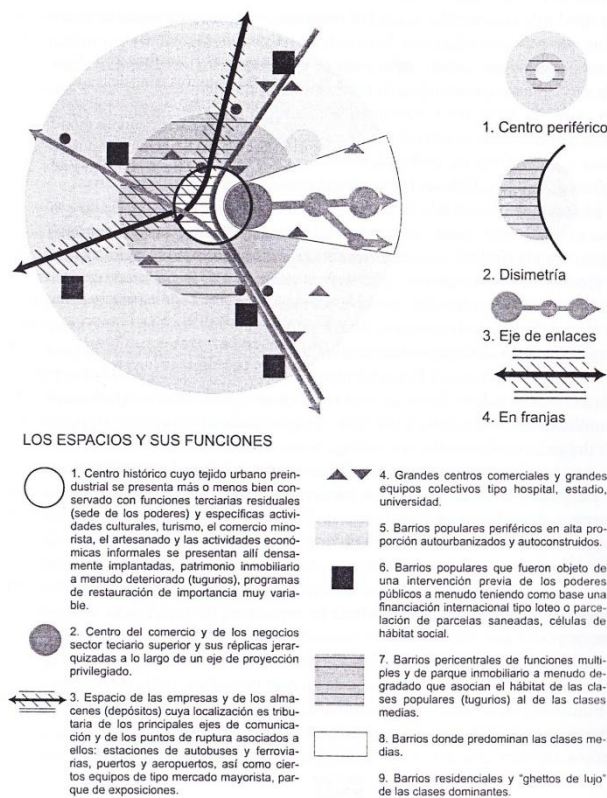 1. Centro periférico
2. Disimetría
3. Eje de enlaces
4. En franjas
LOS ESPACIOS Y SUS FUNCIONES
1. Centro histórico cuyo tejido urbano prein-
dustrial se presenta más o menos bien con-
servado con funciones terciarias residuales
(sede de los poderes) y específicas activi-
dades culturales, turismo, el comercio mino-
rista, el artesanado y las actividades econó-
micas informales se presentan allí densa-
mente implantadas, patrimonio inmobiliario
a menudo deteriorado (tugurios), programas
de restauración de importancia muy varia-
ble.
2. Centro del comercio y de los negocios
sector teciario superior y sus réplicas jerar-
quizadas a lo largo de un eje de proyección
privilegiado.
3. Espacio de las empresas y de los alma-
cenes (depósitos) cuya localización es tribu-
taria de los principales ejes de comunica-
ción y de los puntos de ruptura asociados a
ellos: estaciones de autobuses y ferrovia-
rias, puertos y aeropuertos, así como cier-
tos equipos de tipo mercado mayorista, par-
que de exposiciones.
4. Grandes centros comerciales y grandes
equipos colectivos tipo hospital, estadio,
universidad.
5. Barrios populares periféricos en alta pro-
porción autourbanizados y autoconstruidos.
6. Barrios populares que fueron objeto de
una intervención previa de los poderes
públicos a menudo teniendo como base una
financiación internacional tipo loteo o parce-
lación de parcelas saneadas, células de
hábitat social.
7. Barrios pericentrales de funciones multi-
ples y de parque inmobiliario a menudo de-
gradado que asocian el hábitat de las cla-
ses populares (tugurios) al de las clases
medias.
8. Barrios donde predominan las clases me-
dias.
9. Barrios residenciales y "ghettos de lujo"
de las clases dominantes.